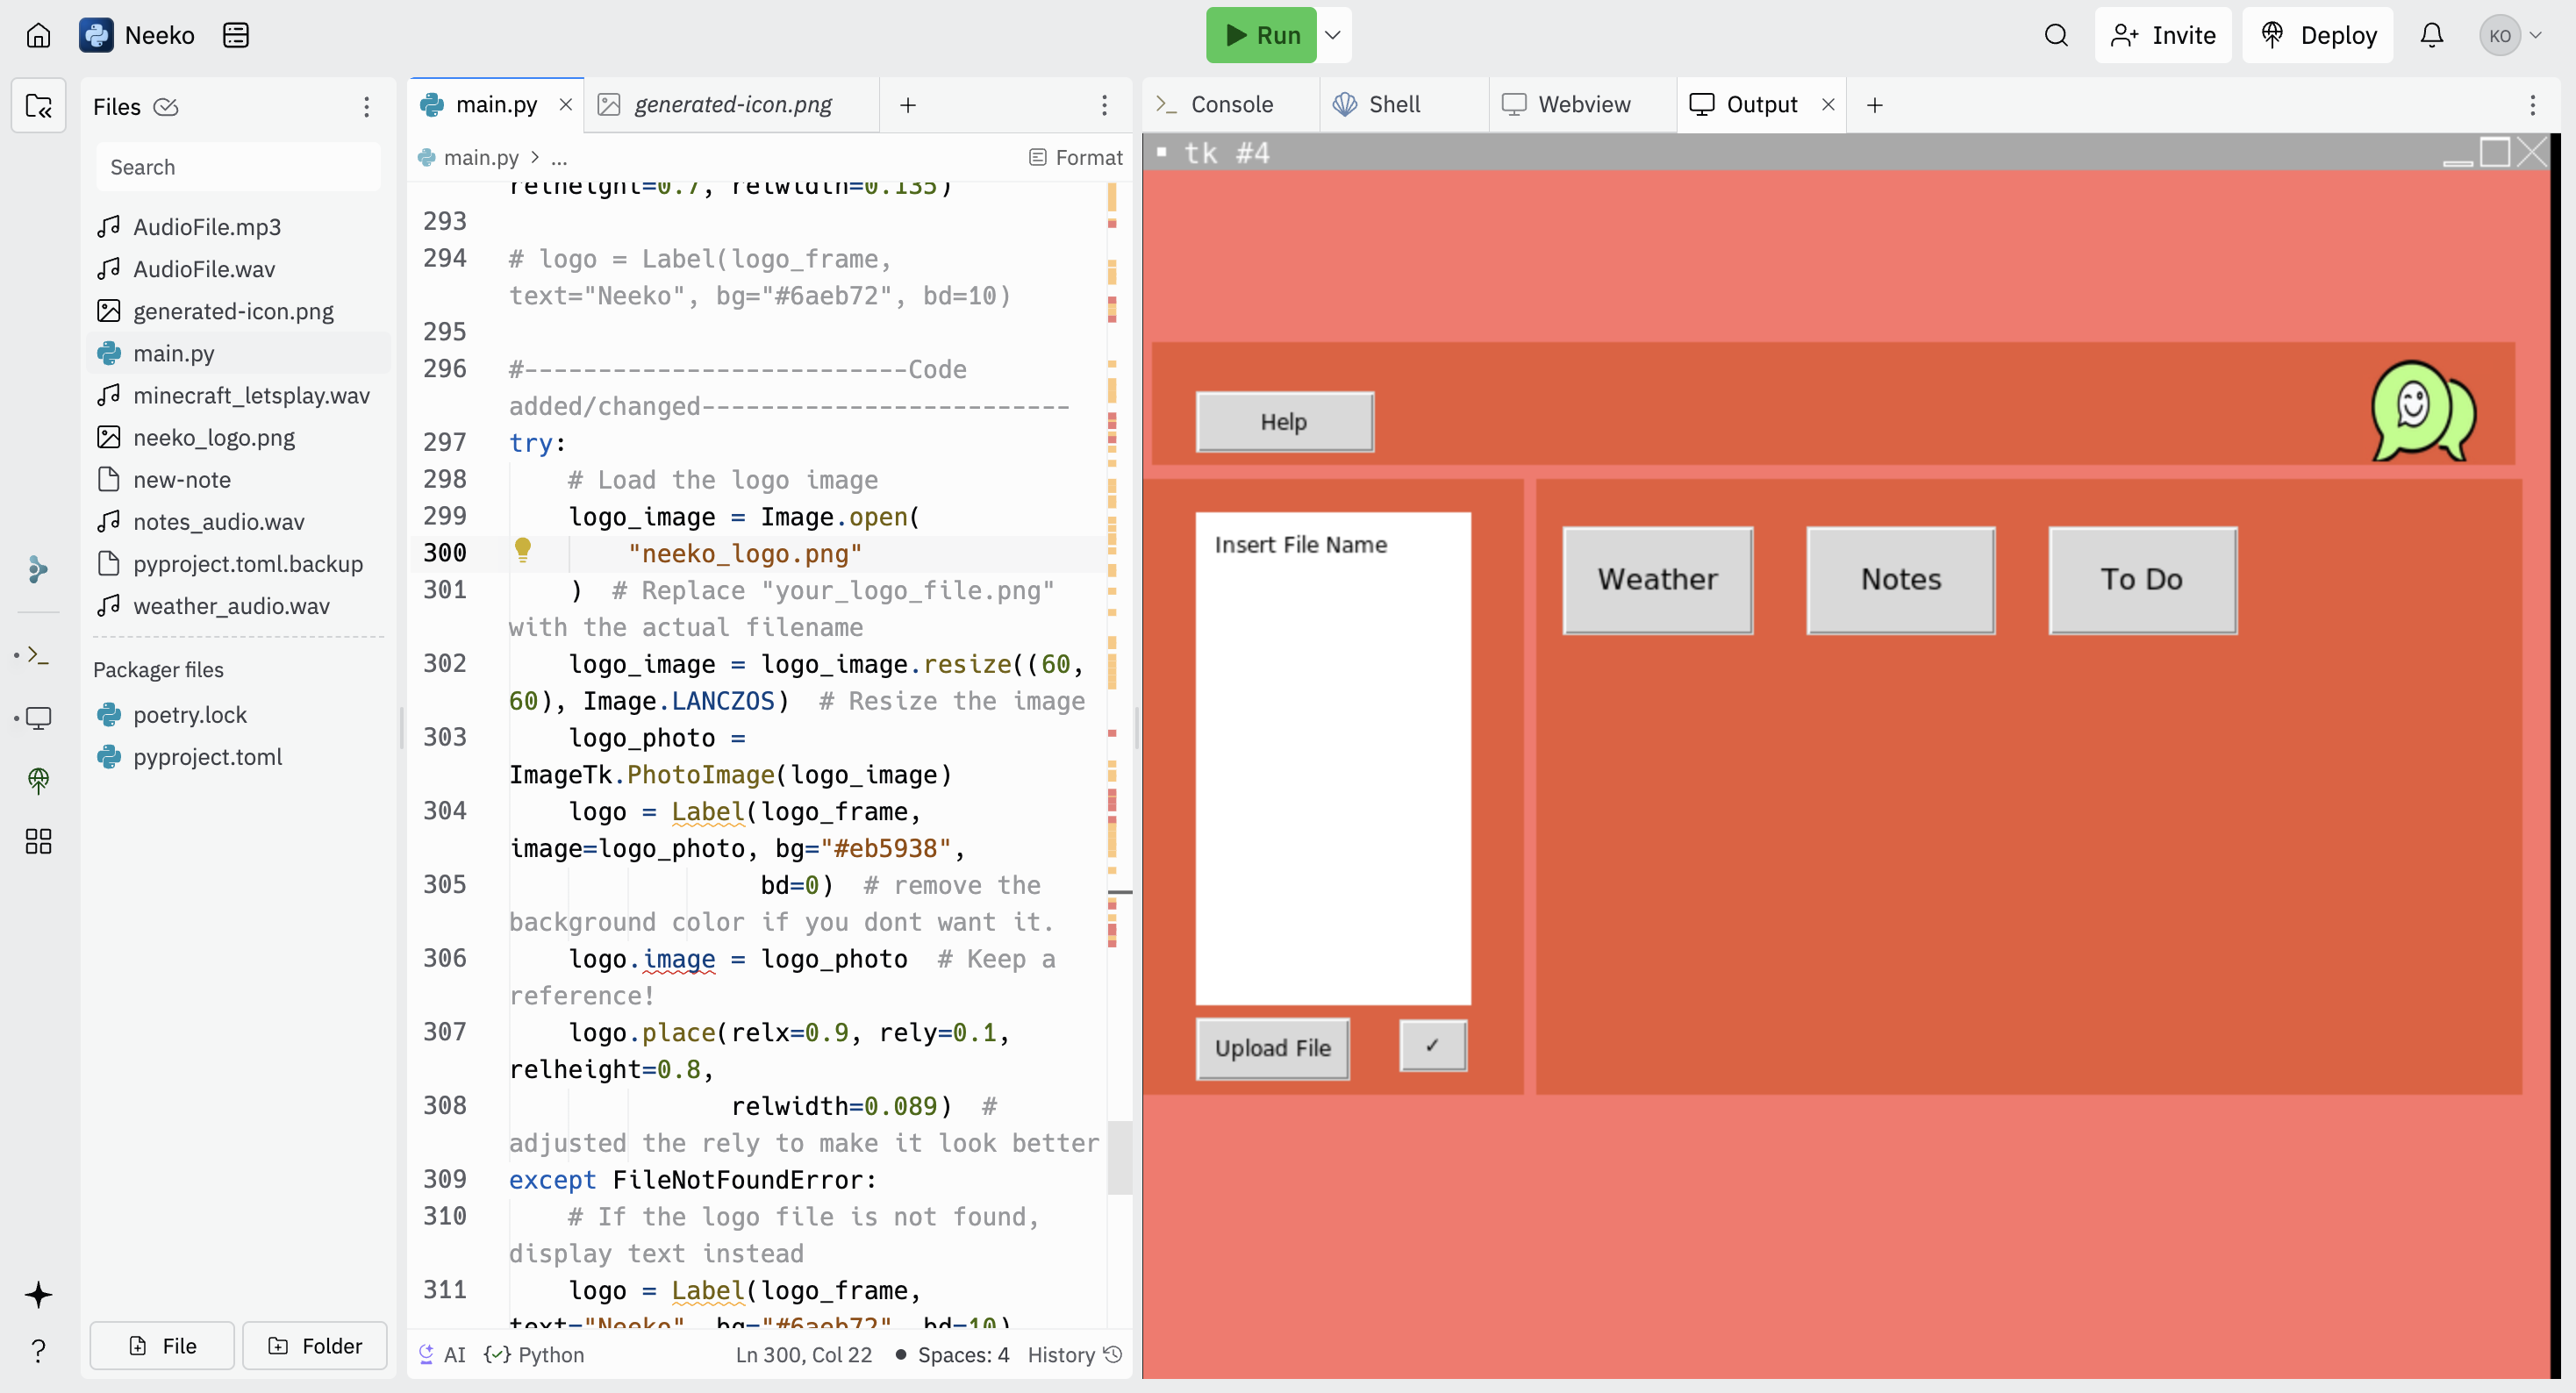 Neeko
Run
Invite
Deploy
KO
Files
Search
AudioFile.mp3
AudioFile.wav
generated-icon.png
main.py
minecraft_letsplay.wav
neeko_logo.png
new-note
notes_audio.wav
pyproject.toml.backup
weather_audio.wav
Packager files
poetry.lock
pyproject.toml
File
Folder
main.py
generated-icon.png
main.py > ...
Format
relheight=0.7, relwidth=0.135)
293
294 # logo = Label(logo_frame,
text="Neeko", bg="#6aeb72", bd=10)
295
296 #--------------------------Code
added/changed-------------------------
297 try:
298 # Load the logo image
299 logo_image = Image.open(
300 "neeko_logo.png"
301 ) # Replace "your_logo_file.png"
with the actual filename
302 logo_image = logo_image.resize((60,
60), Image.LANCZOS) # Resize the image
303 logo_photo =
ImageTk.PhotoImage(logo_image)
304 logo = Label(logo_frame,
image=logo_photo, bg="#eb5938",
305 bd=0) # remove the
background color if you dont want it.
306 logo.image = logo_photo # Keep a
reference!
307 logo.place(relx=0.9, rely=0.1,
relheight=0.8,
308 relwidth=0.089) #
adjusted the rely to make it look better
309 except FileNotFoundError:
310 # If the logo file is not found,
display text instead
311 logo = Label(logo_frame,
text="Neeko", bg="#6aeb72", bd=10)
AI
Python
Ln 300, Col 22
Spaces: 4
History
Console
Shell
Webview
Output
tk #4
Help
Insert File Name
Weather
Notes
To Do
Upload File
✓